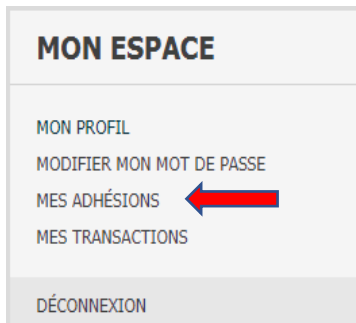 MON ESPACE
MON PROFIL
MODIFIER MON MOT DE PASSE
MES ADHÉSIONS
MES TRANSACTIONS
DÉCONNEXION